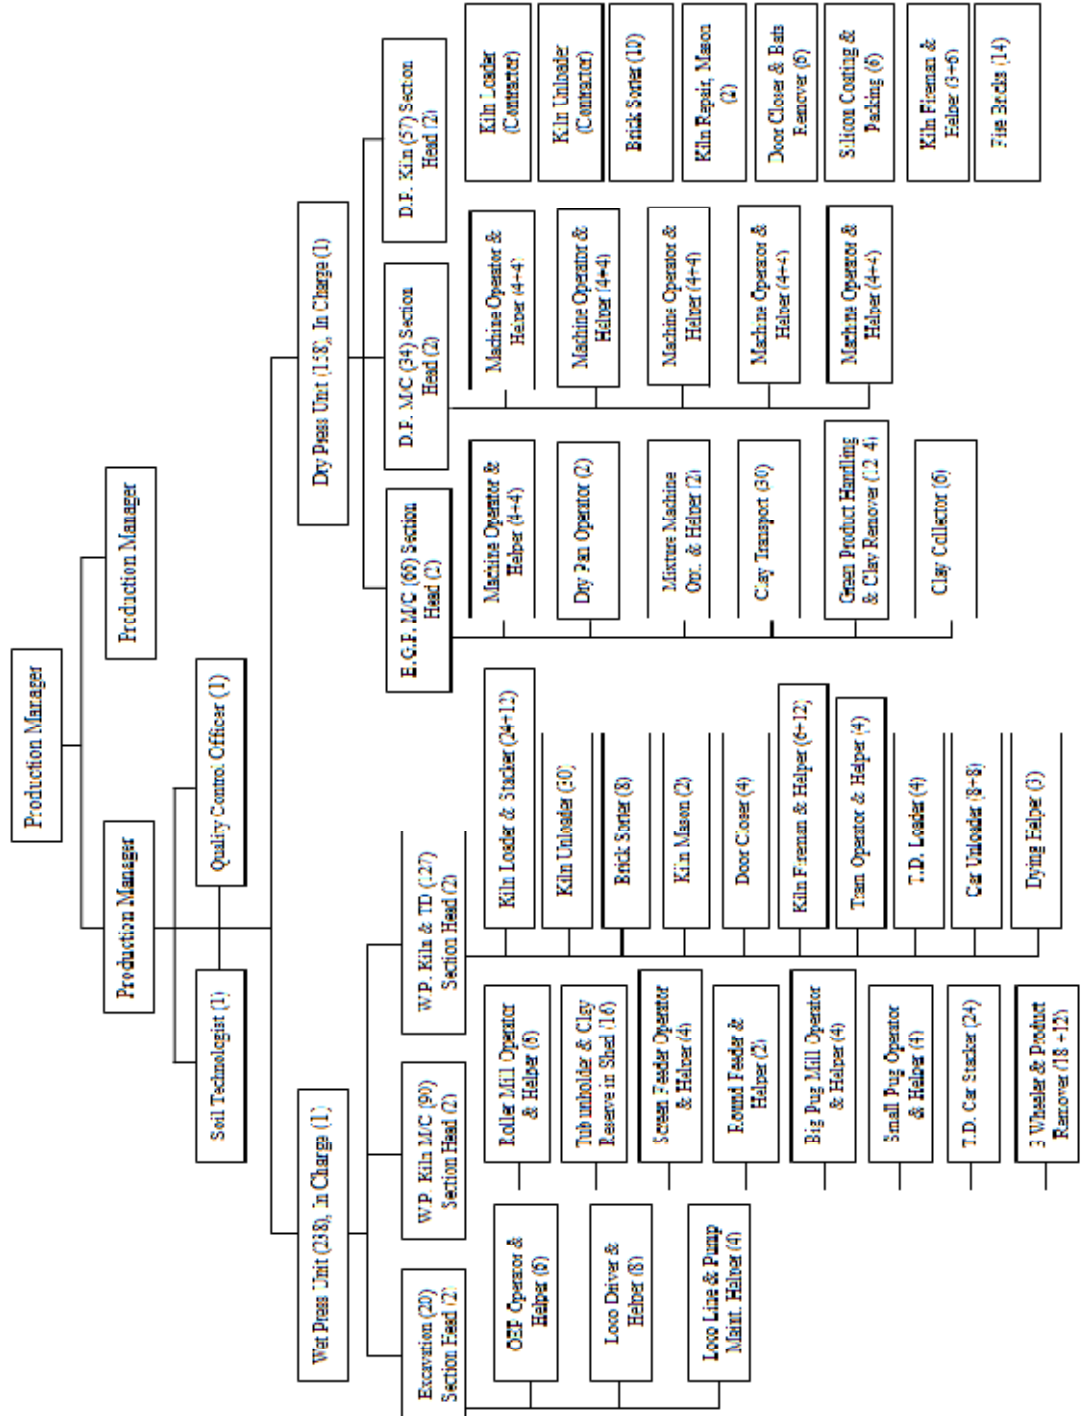 Production Manager
Production Manager
Production Manager
Soil Technologist (1)
Quality Control Officer (1)
Wet Press Unit (238), In Charge (1)
Dry Press Unit (158), In Charge (1)
Excavation (20)
Section Head (2)
W.P. Kiln M/C (90)
Section Head (2)
W.P. Kiln & TD (127)
Section Head (2)
E.G.P. M/C (66) Section
Head (2)
D.P. M/C (34) Section
Head (2)
D.P. Kiln (57) Section
Head (2)
OEP Operator &
Helper (6)
Loco Driver &
Helper (8)
Loco Line & Pump
Maint. Helper (4)
Roller Mill Operator
& Helper (6)
Tub unholder & Clay
Reserve in Shed (16)
Screen Feeder Operator
& Helper (4)
Round Feeder &
Helper (2)
Big Pug Mill Operator
& Helper (4)
Small Pug Operator
& Helper (4)
T.D. Car Stacker (24)
3 Wheeler & Product
Remover (18 +12)
Kiln Loader & Stacker (24+12)
Kiln Unloader (30)
Brick Sorter (8)
Kiln Mason (2)
Door Closer (4)
Kiln Fireman & Helper (6+12)
Tram Operator & Helper (4)
T.D. Loader (4)
Car Unloader (8+8)
Dying Helper (3)
Machine Operator &
Helper (4+4)
Dry Pan Operator (2)
Mixture Machine
Opt. & Helper (2)
Clay Transport (30)
Green Product Handling
& Clay Remover (12 4)
Clay Collector (6)
Machine Operator &
Helper (4+4)
Machine Operator &
Helper (4+4)
Machine Operator &
Helper (4+4)
Machine Operator &
Helper (4+4)
Machine Operator &
Helper (4+4)
Kiln Loader
(Contractor)
Kiln Unloader
(Contractor)
Brick Sorter (10)
Kiln Repair, Mason
(2)
Door Closer & Bats
Remover (6)
Silicon Coating &
Packing (6)
Kiln Fireman &
Helper (3+6)
Fire Bricks (14)